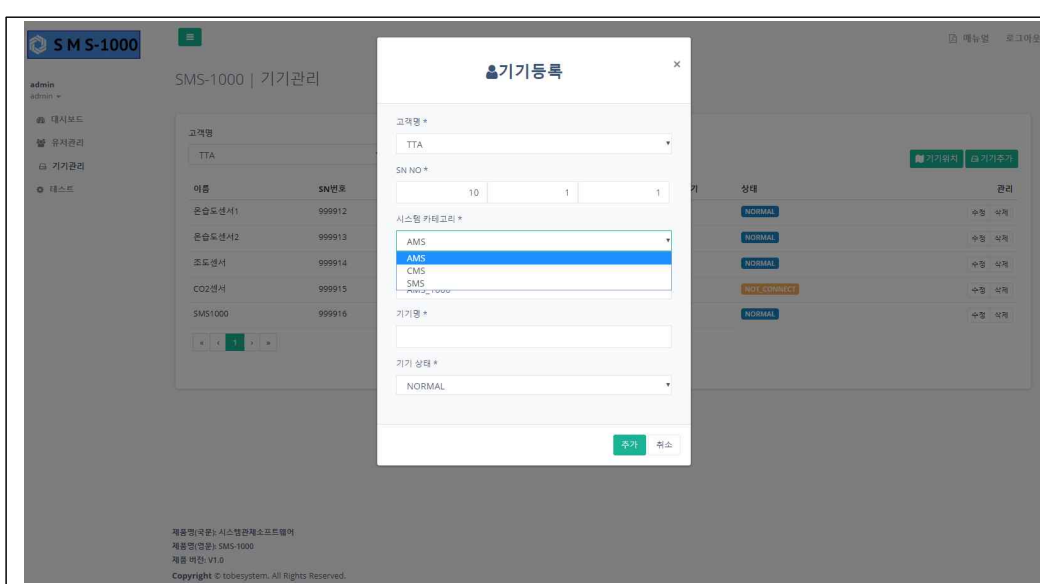 SMS-1000
매뉴얼 로그아웃
admin
admin
대시보드
유저관리
기기관리
테스트
SMS-1000 | 기기관리
고객명
TTA
기기위치 기기추가
이름 SN번호 기 상태 관리
온습도센서1 999912 NORMAL 수정 삭제
온습도센서2 999913 NORMAL 수정 삭제
조도센서 999914 NORMAL 수정 삭제
CO2센서 999915 NOT_CONNECT 수정 삭제
SMS1000 999916 NORMAL 수정 삭제
« ‹ 1 › »
기기등록 ×
고객명 *
TTA
SN NO *
10 1 1
시스템 카테고리 *
AMS
AMS
CMS
SMS
AMS_1000
기기명 *
기기 상태 *
NORMAL
추가 취소
제품명(국문): 시스템관제소프트웨어
제품명(영문): SMS-1000
제품 버전: V1.0
Copyright © tobesystem. All Rights Reserved.